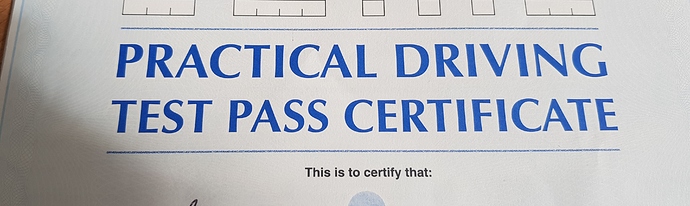 PRACTICAL DRIVING
TEST PASS CERTIFICATE
This is to certify that: